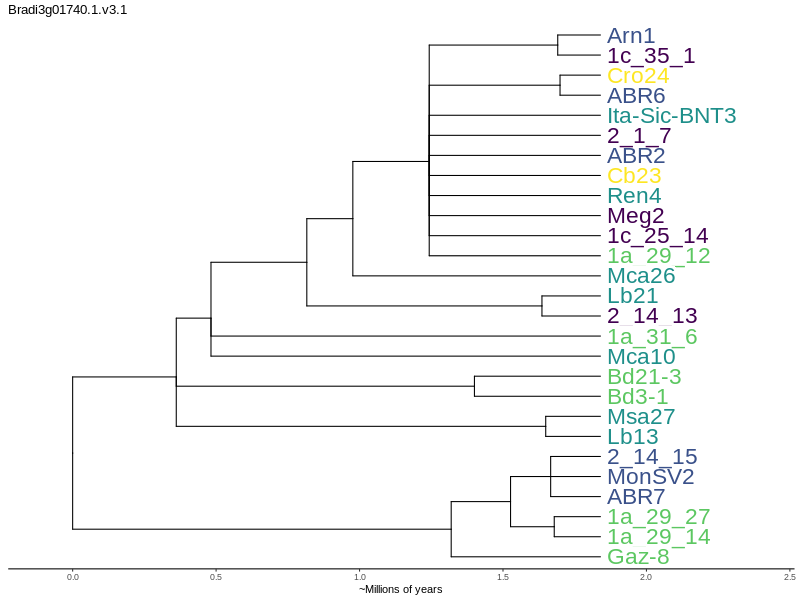 Bradi3g01740.1.v3.1
Arn1
1c_35_1
Cro24
ABR6
Ita-Sic-BNT3
2_1_7
ABR2
Cb23
Ren4
Meg2
1c_25_14
1a_29_12
Mca26
Lb21
2_14_13
1a_31_6
Mca10
Bd21-3
Bd3-1
Msa27
Lb13
2_14_15
MonSV2
ABR7
1a_29_27
1a_29_14
Gaz-8
0.0 0.5 1.0 1.5 2.0 2.5
~Millions of years